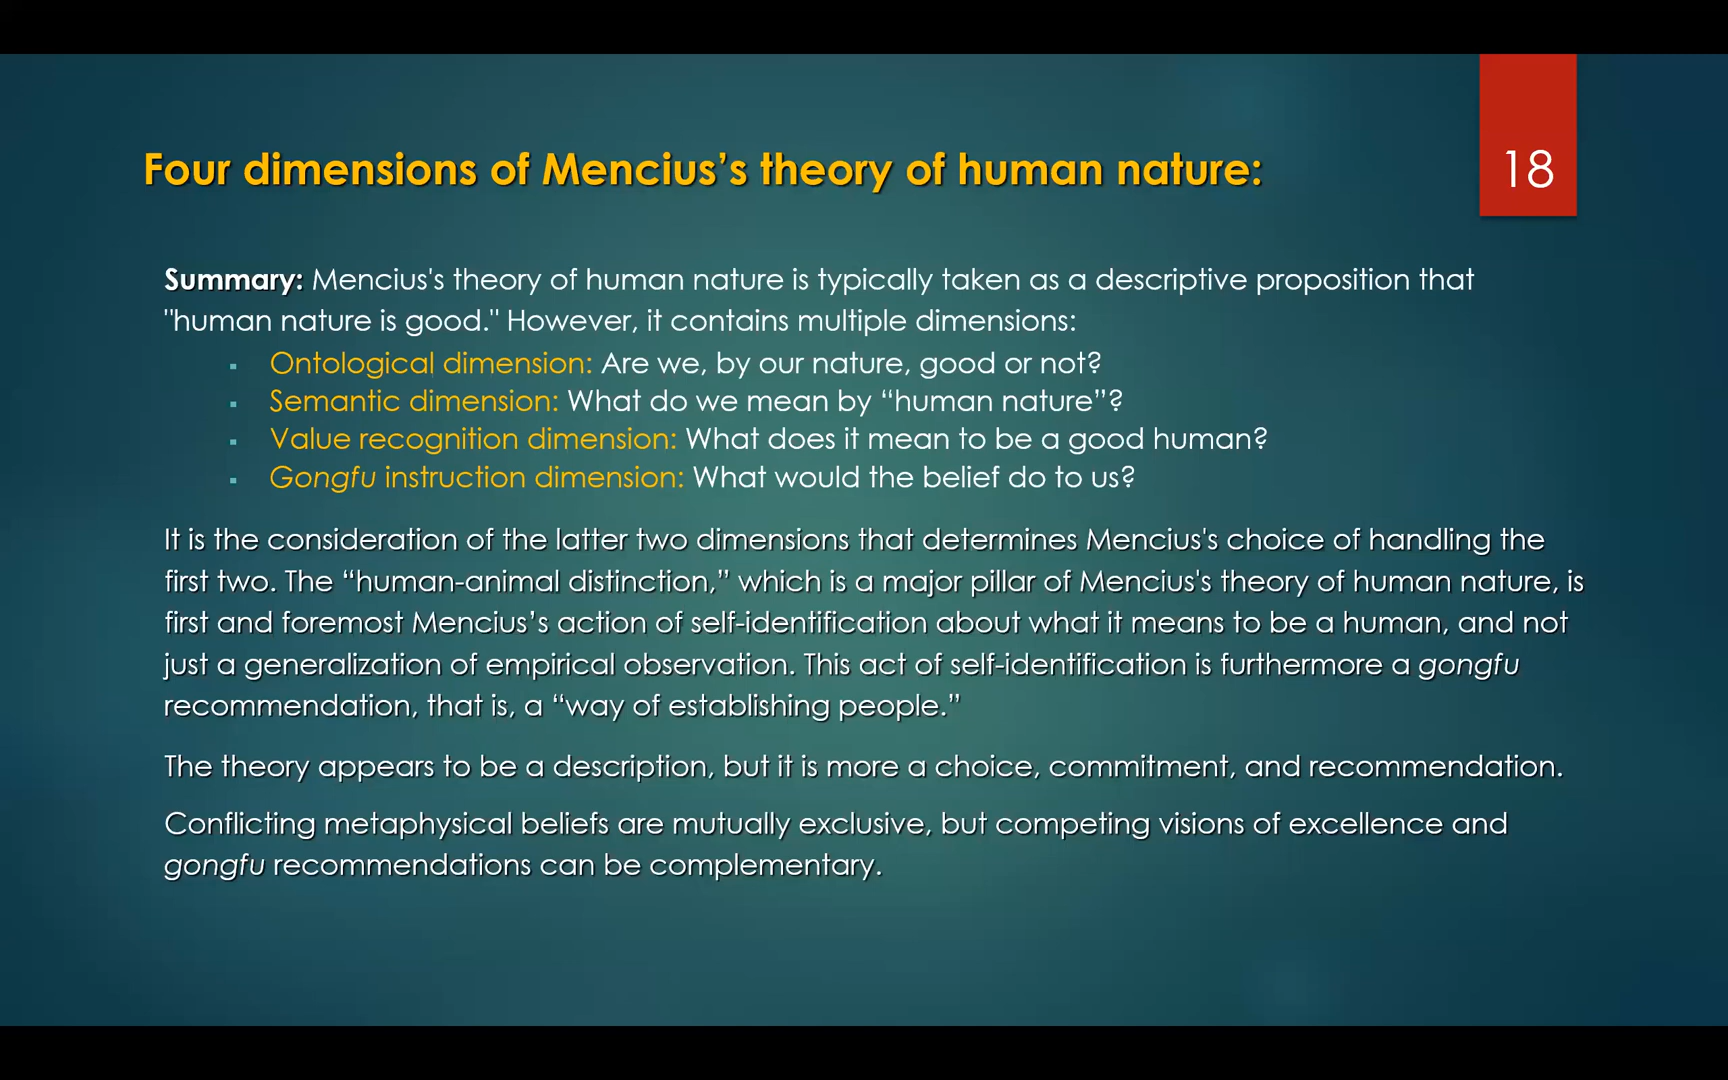 Four dimensions of Mencius’s theory of human nature:
18
Summary: Mencius's theory of human nature is typically taken as a descriptive proposition that
"human nature is good." However, it contains multiple dimensions:
▪ Ontological dimension: Are we, by our nature, good or not?
▪ Semantic dimension: What do we mean by “human nature”?
▪ Value recognition dimension: What does it mean to be a good human?
▪ Gongfu instruction dimension: What would the belief do to us?
It is the consideration of the latter two dimensions that determines Mencius's choice of handling the
first two. The “human-animal distinction,” which is a major pillar of Mencius's theory of human nature, is
first and foremost Mencius’s action of self-identification about what it means to be a human, and not
just a generalization of empirical observation. This act of self-identification is furthermore a gongfu
recommendation, that is, a “way of establishing people.”
The theory appears to be a description, but it is more a choice, commitment, and recommendation.
Conflicting metaphysical beliefs are mutually exclusive, but competing visions of excellence and
gongfu recommendations can be complementary.